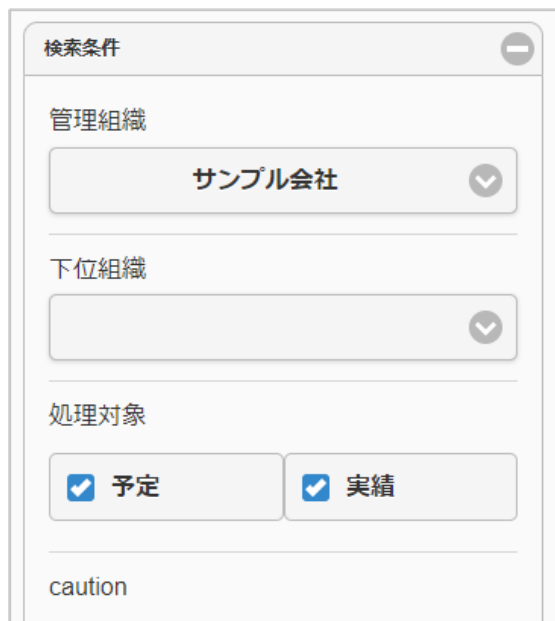 検索条件
管理組織
サンプル会社
下位組織
処理対象
予定 実績
caution